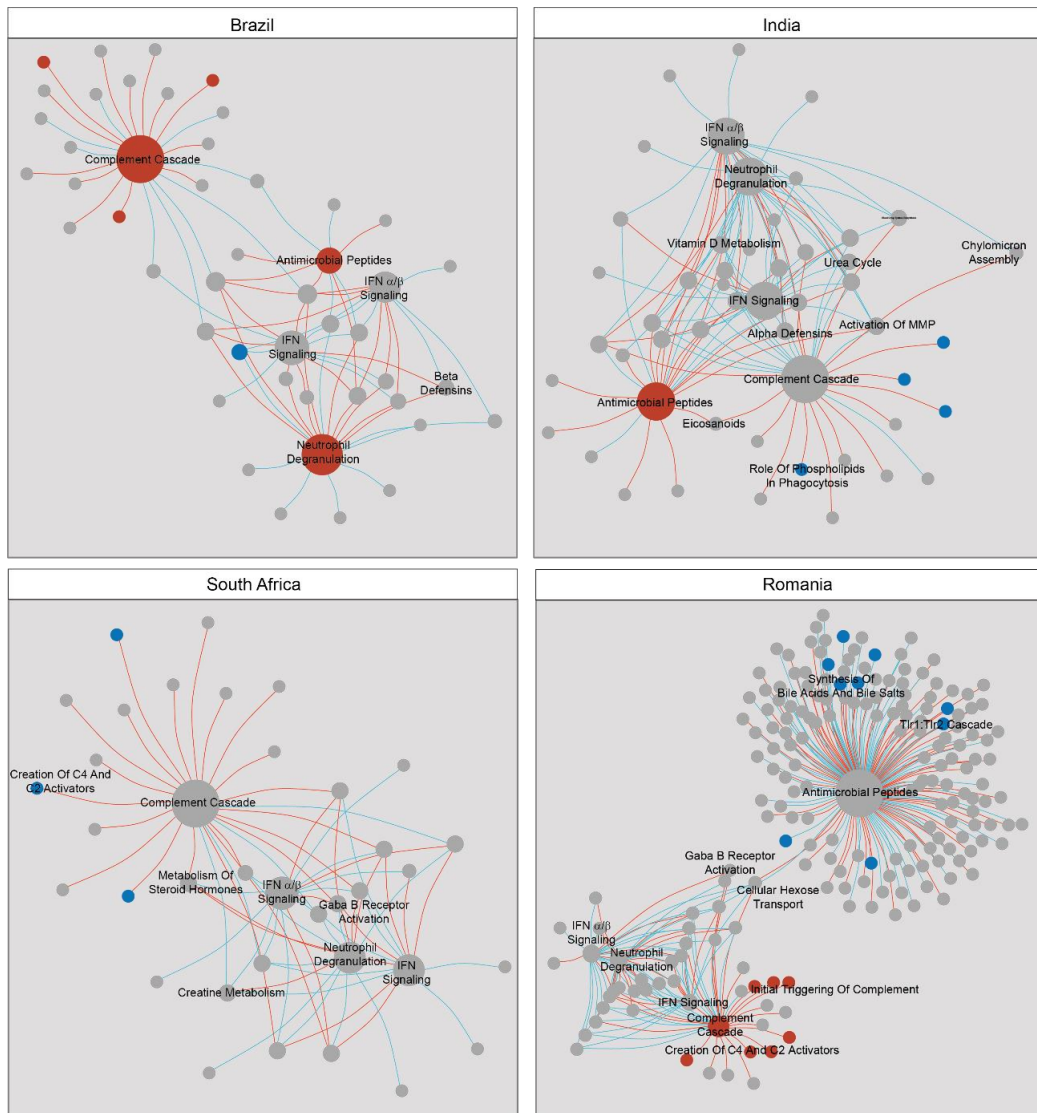 Brazil
Complement Cascade
Antimicrobial Peptides
IFN α/β
Signaling
IFN
Signaling
Beta
Defensins
Neutrophil
Degranulation
India
IFN α/β
Signaling
Neutrophil
Degranulation
Vitamin D Metabolism
Urea Cycle
Chylomicron
Assembly
IFN Signaling
Alpha Defensins
Activation Of MMP
Complement Cascade
Antimicrobial Peptides
Eicosanoids
Role Of Phospholipids
In Phagocytosis
South Africa
Creation Of C4 And
C2 Activators
Complement Cascade
Metabolism Of
Steroid Hormones
IFN α/β
Signaling
Gaba B Receptor
Activation
Neutrophil
Degranulation
IFN
Signaling
Creatine Metabolism
Romania
Synthesis Of
Bile Acids And Bile Salts
Tlr1:Tlr2 Cascade
Antimicrobial Peptides
Gaba B Receptor
Activation
Cellular Hexose
Transport
IFN α/β
Signaling
Neutrophil
Degranulation
IFN Signaling
Initial Triggering Of Complement
Complement
Cascade
Creation Of C4 And C2 Activators